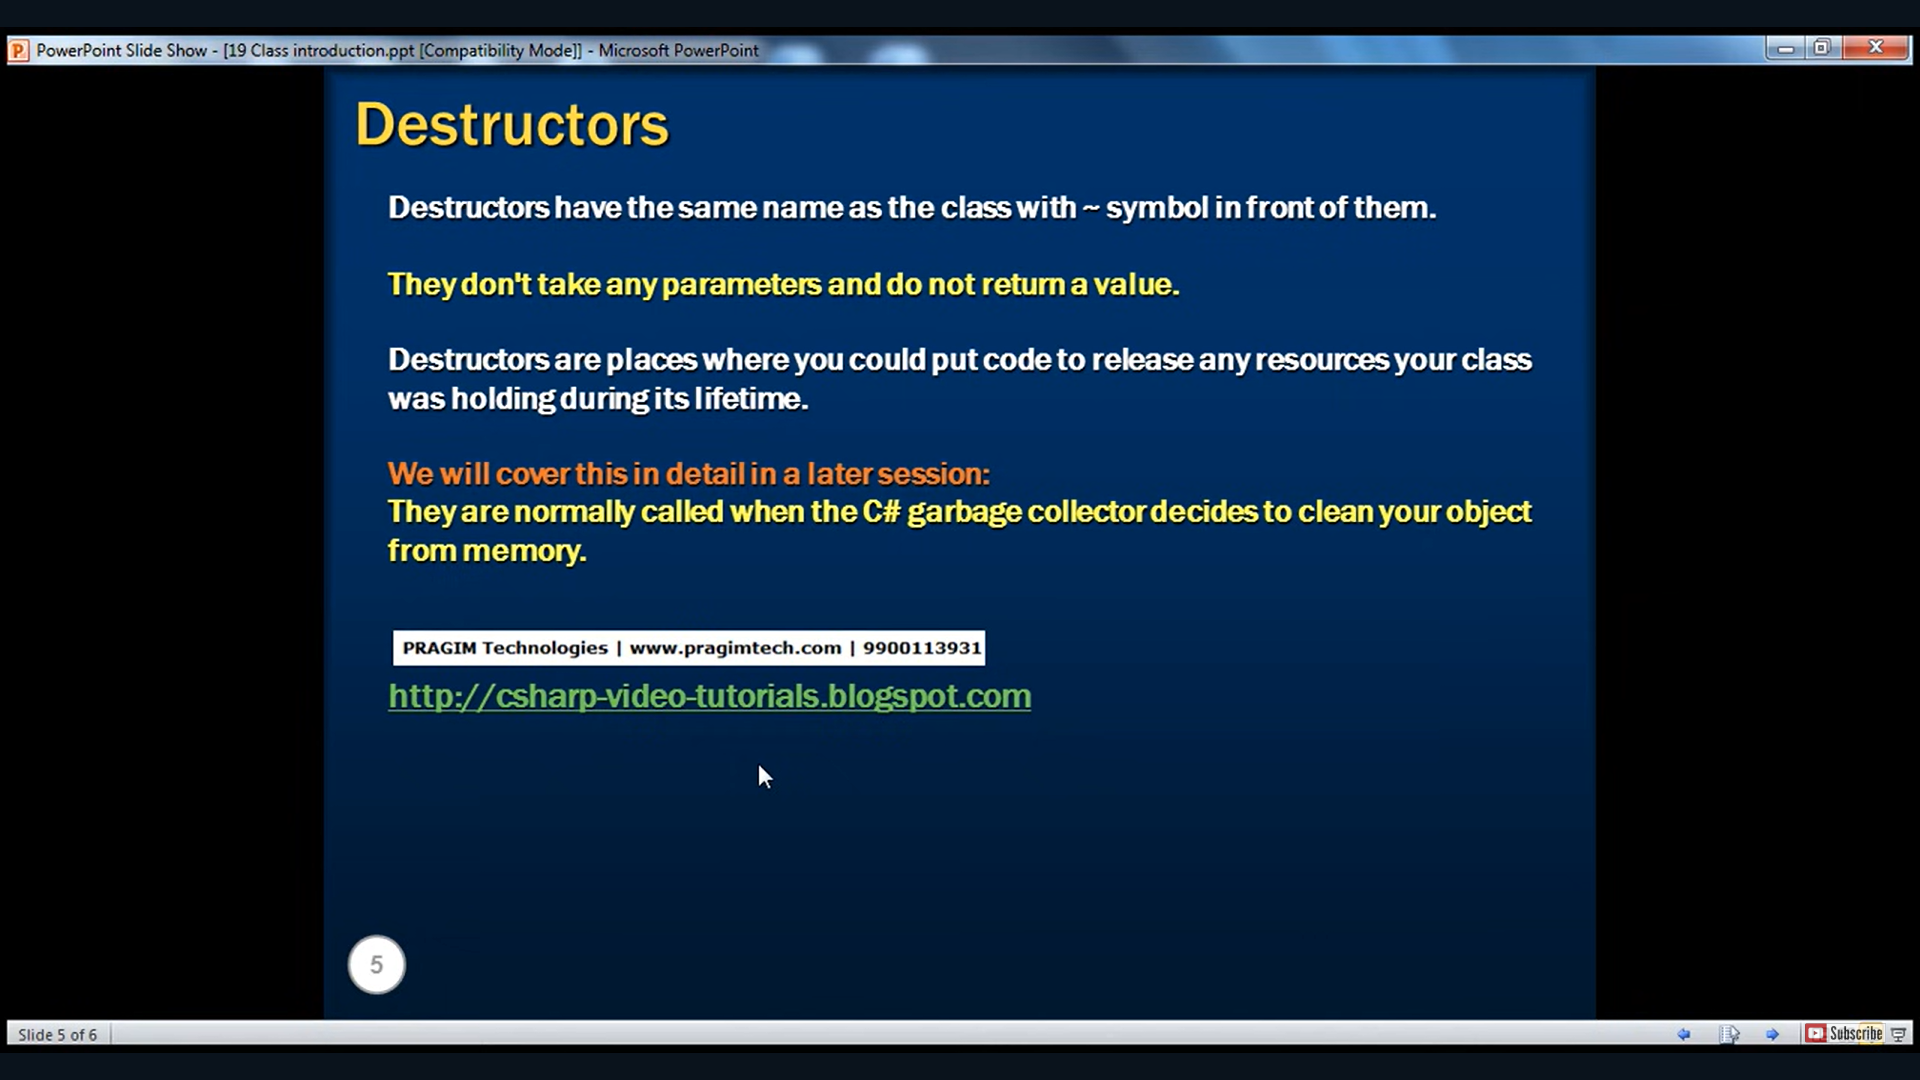 PowerPoint Slide Show - [19 Class introduction.ppt [Compatibility Mode]] - Microsoft PowerPoint
Destructors
Destructors have the same name as the class with ~ symbol in front of them.
They don't take any parameters and do not return a value.
Destructors are places where you could put code to release any resources your class
was holding during its lifetime.
We will cover this in detail in a later session:
They are normally called when the C# garbage collector decides to clean your object
from memory.
PRAGIM Technologies | www.pragimtech.com | 9900113931
http://csharp-video-tutorials.blogspot.com
5
Slide 5 of 6
Subscribe